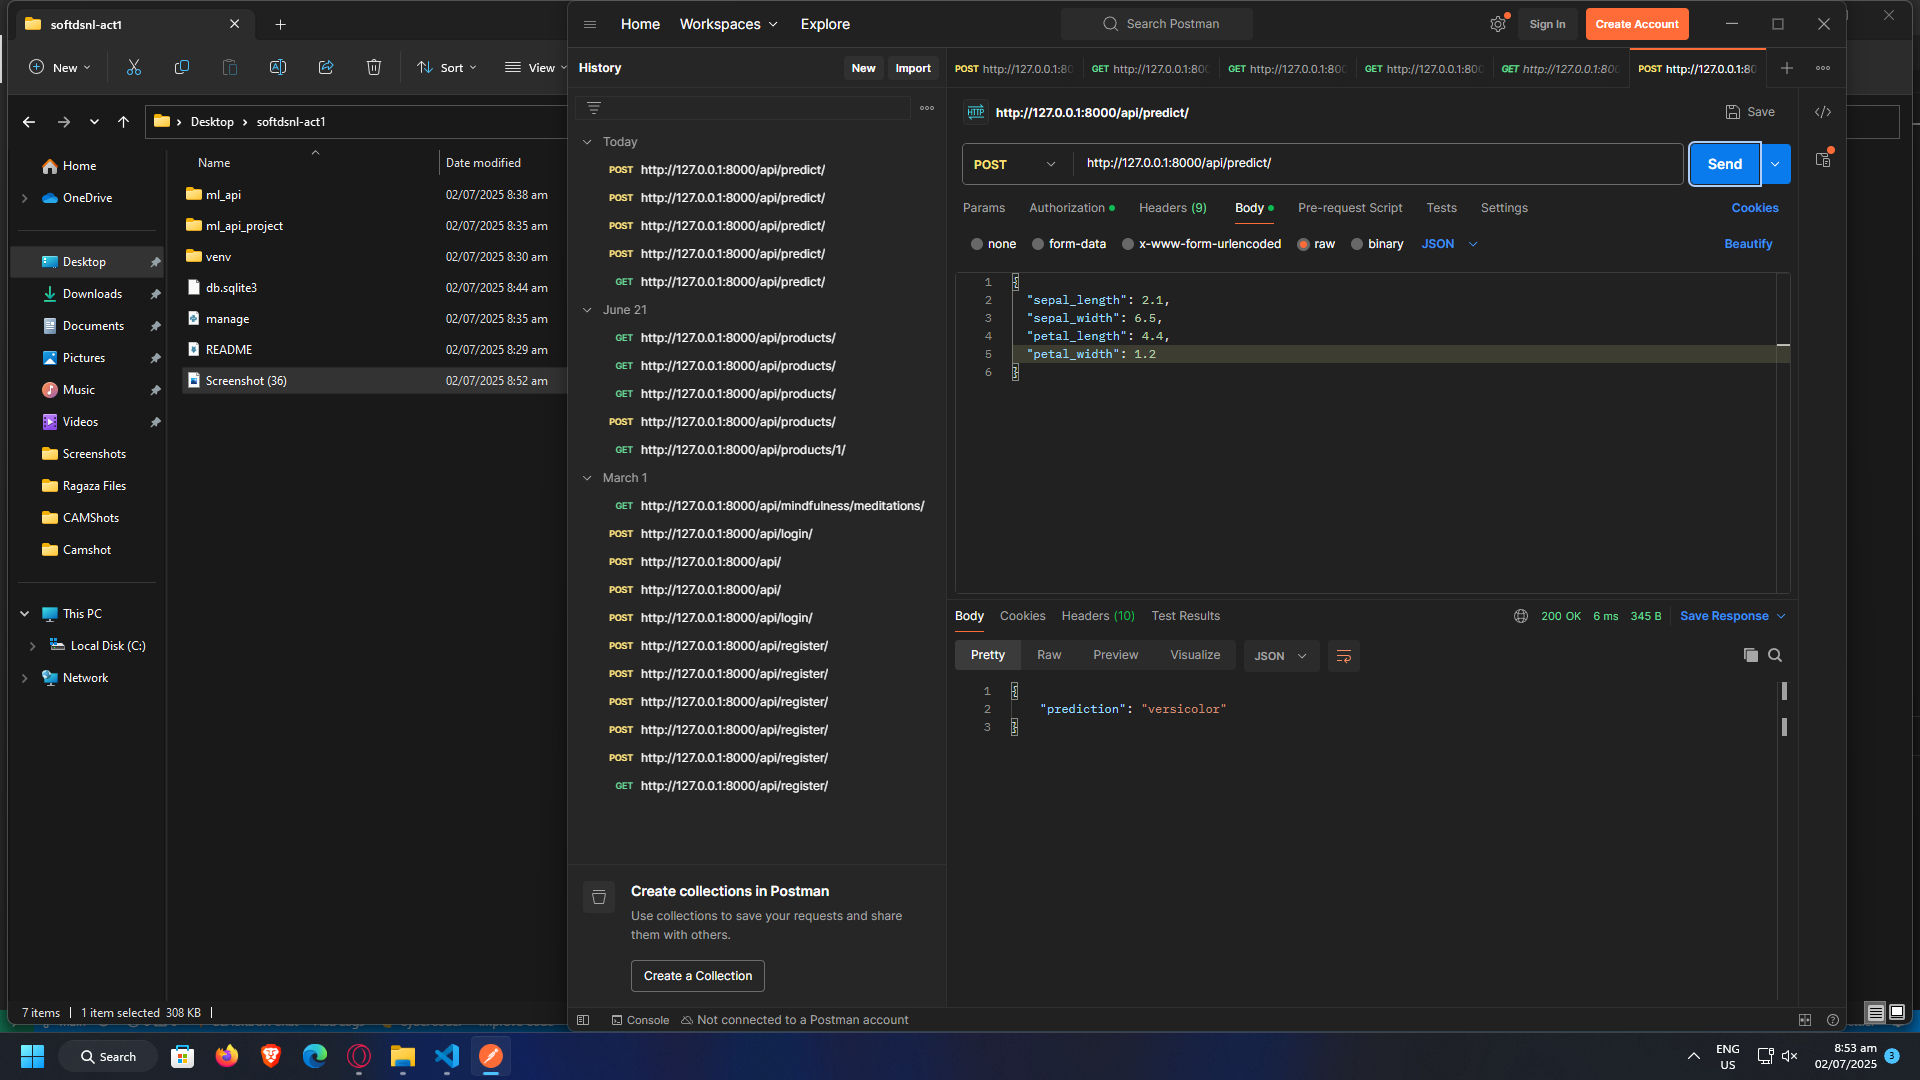 softdsnl-act1
New
Sort
View
Desktop
softdsnl-act1
Name
Date modified
ml_api
02/07/2025 8:38 am
ml_api_project
02/07/2025 8:35 am
venv
02/07/2025 8:30 am
db.sqlite3
02/07/2025 8:44 am
manage
02/07/2025 8:35 am
README
02/07/2025 8:29 am
Screenshot (36)
02/07/2025 8:52 am
Home
OneDrive
Desktop
Downloads
Documents
Pictures
Music
Videos
Screenshots
Ragaza Files
CAMShots
Camshot
This PC
Local Disk (C:)
Network
7 items
1 item selected 308 KB
Home
Workspaces
Explore
Search Postman
Sign In
Create Account
History
New
Import
Today
POST http://127.0.0.1:8000/api/predict/
POST http://127.0.0.1:8000/api/predict/
POST http://127.0.0.1:8000/api/predict/
POST http://127.0.0.1:8000/api/predict/
GET http://127.0.0.1:8000/api/predict/
June 21
GET http://127.0.0.1:8000/api/products/
GET http://127.0.0.1:8000/api/products/
GET http://127.0.0.1:8000/api/products/
POST http://127.0.0.1:8000/api/products/
GET http://127.0.0.1:8000/api/products/1/
March 1
GET http://127.0.0.1:8000/api/mindfulness/meditations/
POST http://127.0.0.1:8000/api/login/
POST http://127.0.0.1:8000/api/
POST http://127.0.0.1:8000/api/
POST http://127.0.0.1:8000/api/login/
POST http://127.0.0.1:8000/api/register/
POST http://127.0.0.1:8000/api/register/
POST http://127.0.0.1:8000/api/register/
POST http://127.0.0.1:8000/api/register/
POST http://127.0.0.1:8000/api/register/
GET http://127.0.0.1:8000/api/register/
Create collections in Postman
Use collections to save your requests and share
them with others.
Create a Collection
POST http://127.0.0.1:80
GET http://127.0.0.1:800
GET http://127.0.0.1:800
GET http://127.0.0.1:800
GET http://127.0.0.1:800
POST http://127.0.0.1:80
HTTP http://127.0.0.1:8000/api/predict/
Save
POST
http://127.0.0.1:8000/api/predict/
Send
Params
Authorization
Headers (9)
Body
Pre-request Script
Tests
Settings
Cookies
none
form-data
x-www-form-urlencoded
raw
binary
JSON
Beautify
1 {
2 "sepal_length": 2.1,
3 "sepal_width": 6.5,
4 "petal_length": 4.4,
5 "petal_width": 1.2
6 }
Body
Cookies
Headers (10)
Test Results
200 OK
6 ms
345 B
Save Response
Pretty
Raw
Preview
Visualize
JSON
1 {
2 "prediction": "versicolor"
3 }
Console
Not connected to a Postman account
Search
ENG
US
8:53 am
02/07/2025
3